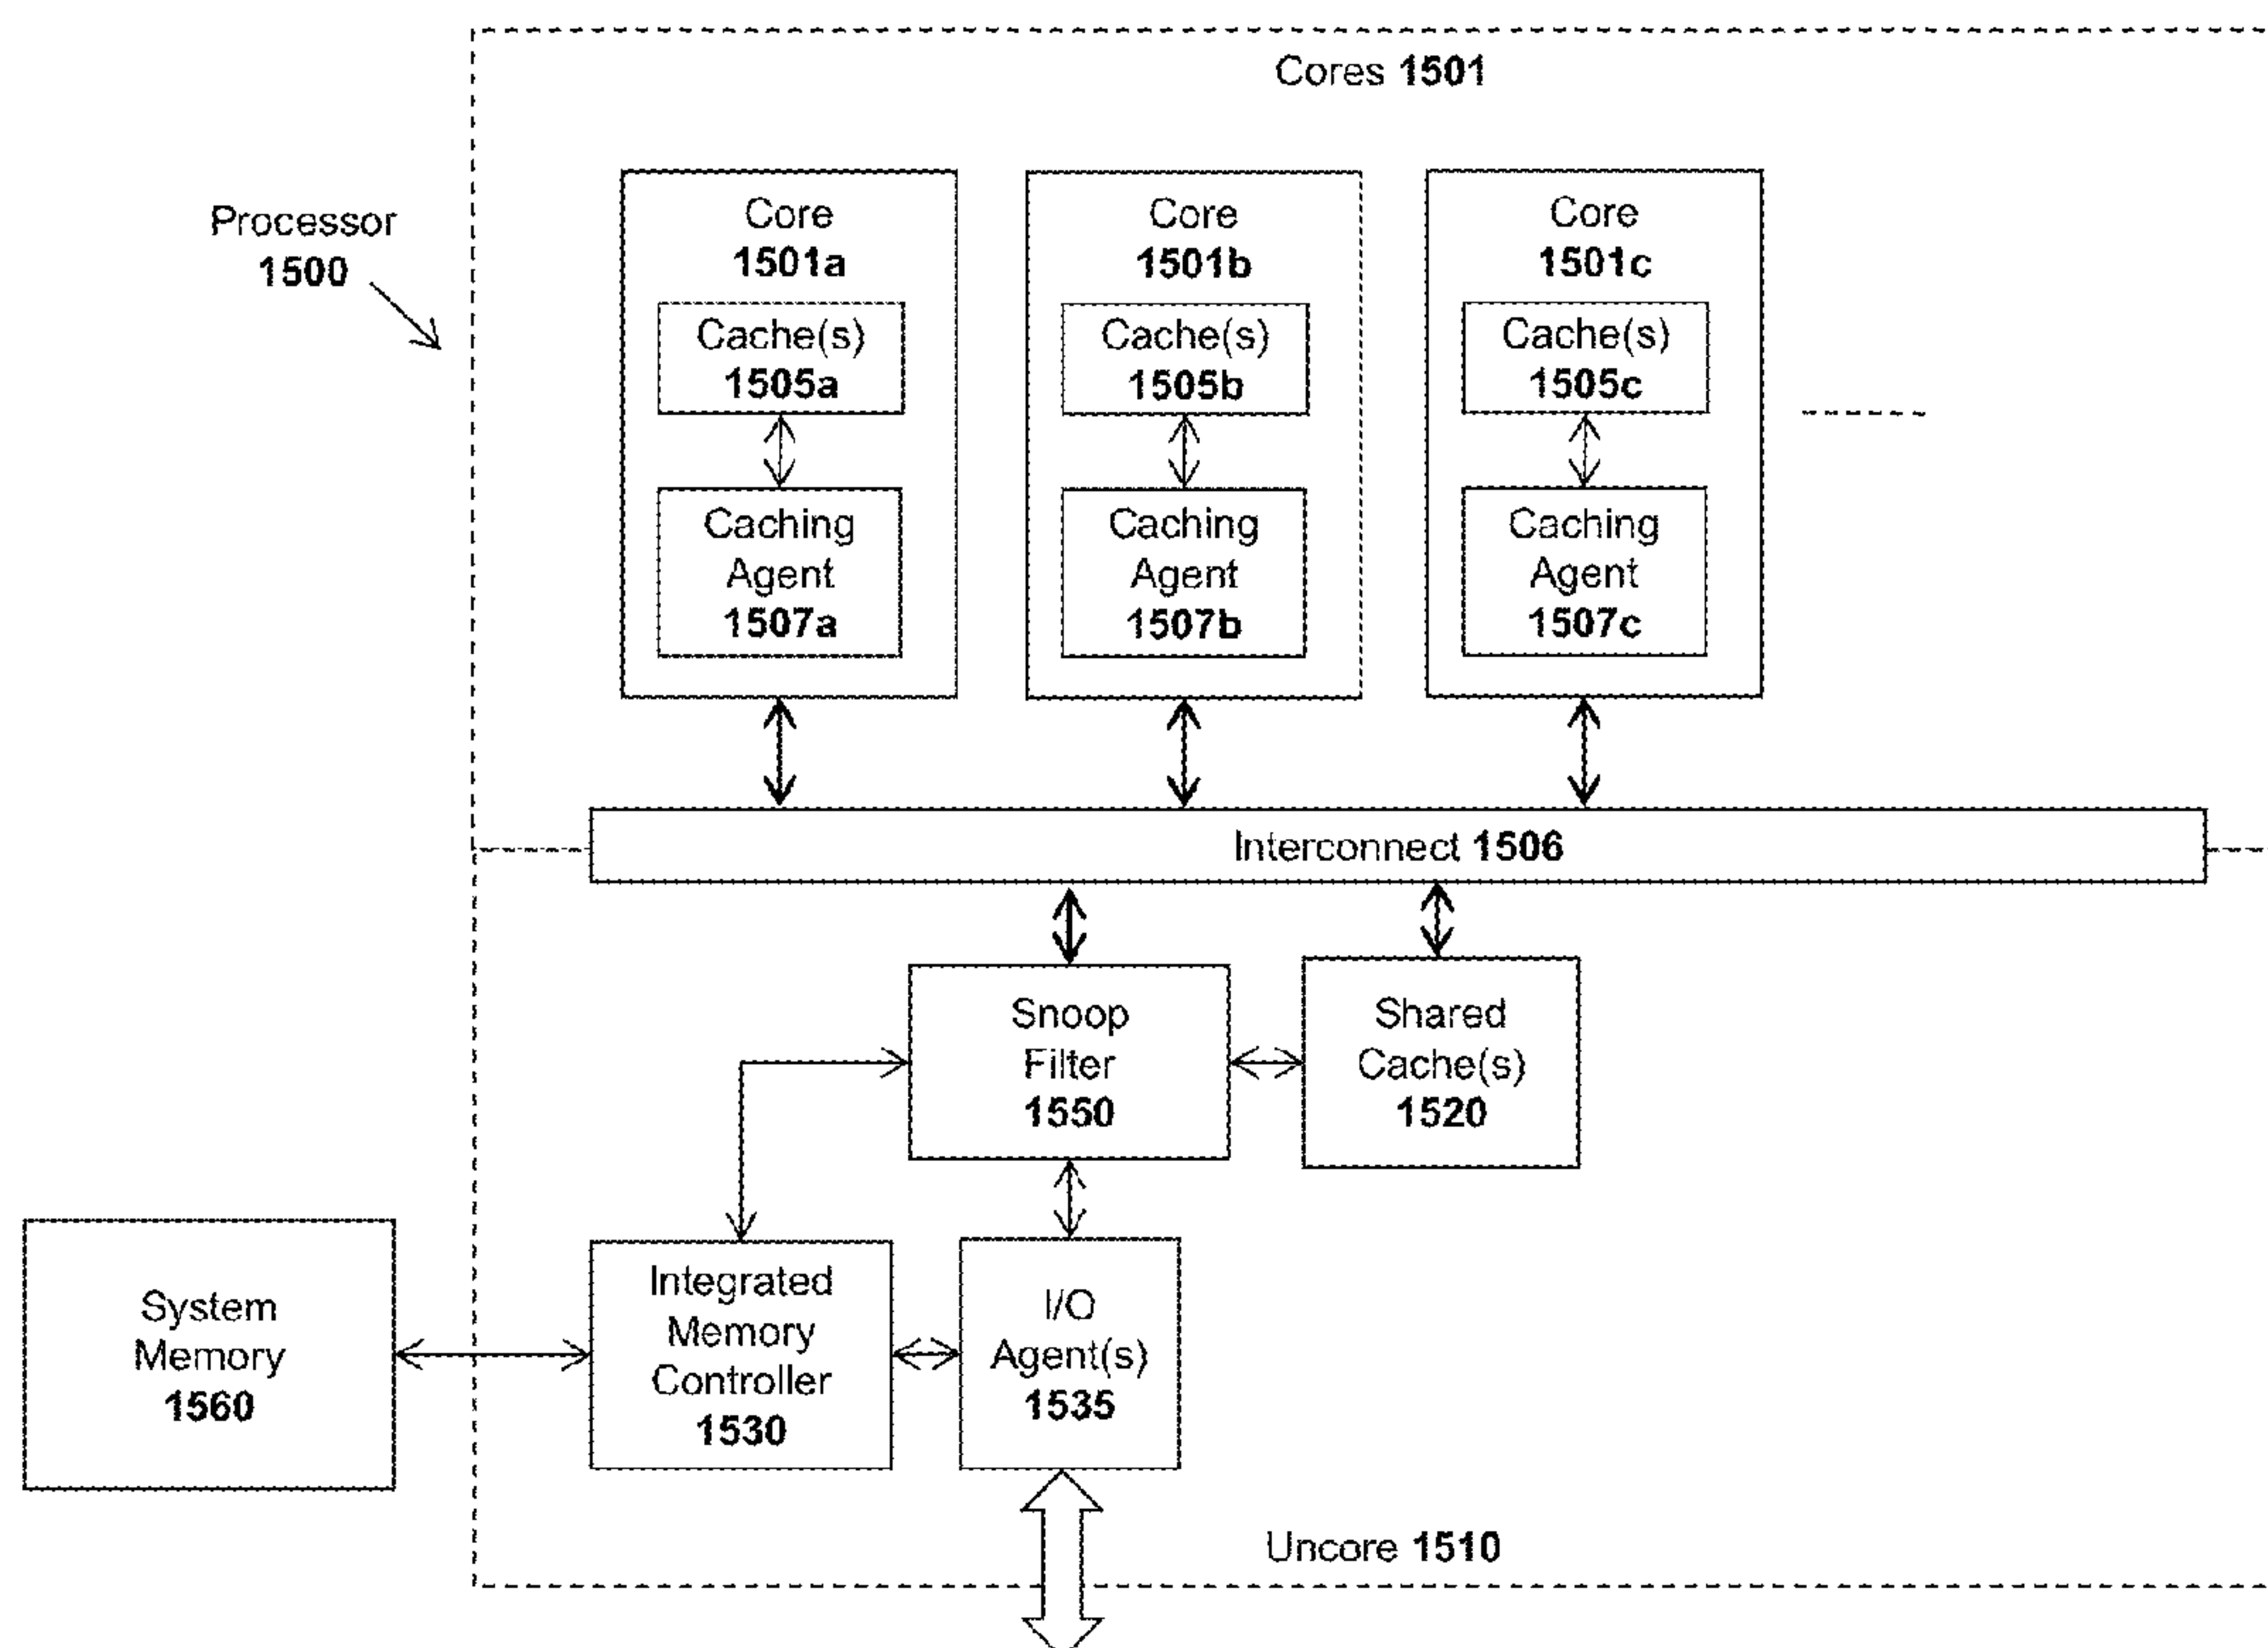 Cores 1501
Processor
1500
Core
1501a
Cache(s)
1505a
Caching
Agent
1507a
Core
1501b
Cache(s)
1505b
Caching
Agent
1507b
Core
1501c
Cache(s)
1505c
Caching
Agent
1507c
Interconnect 1506
Snoop
Filter
1550
Shared
Cache(s)
1520
System
Memory
1560
Integrated
Memory
Controller
1530
I/O
Agent(s)
1535
Uncore 1510